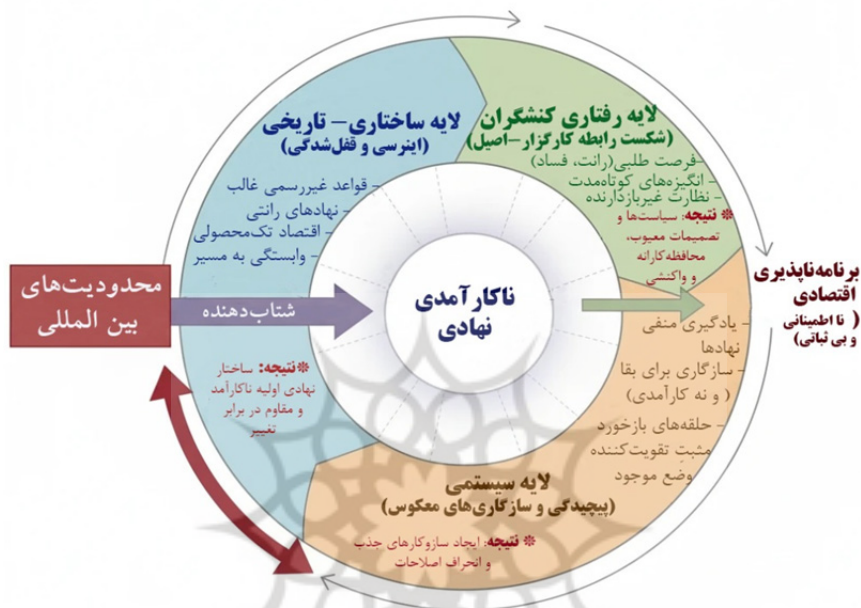 لایه ساختاری – تاریخی
(اینرسی و قفل‌شدگی)
- قواعد غیررسمی غالب
- نهادهای رانتی
- اقتصاد تک‌محصولی
- وابستگی به مسیر
❊نتیجه: ساختار
نهادی اولیه ناکارآمد
و مقاوم در برابر
تغییر
لایه رفتاری کنشگران
(شکست رابطه کارگزار–اصیل)
-فرصت طلبی(رانت، فساد)
- انگیزه‌های کوتاه‌مدت
- نظارت غیربازدارنده
❊ نتیجه: سیاست‌ها و
تصمیمات معیوب،
محافظه‌کارانه
و واکنشی
محدودیت‌های
بین المللی
شتاب‌دهنده
ناکارآمدی
نهادی
برنامه‌ناپذیری
اقتصادی
( نا اطمینانی
و بی ثباتی)
- یادگیری منفی
نهادها
- سازگاری برای بقا
( و نه کارآمدی)
- حلقه‌های بازخورد
مثبتِ تقویت‌کننده
وضع موجود
لایه سیستمی
(پیچیدگی و سازگاری‌های معکوس)
❊ نتیجه: ایجاد سازوکارهای جذب
و انحراف اصلاحات